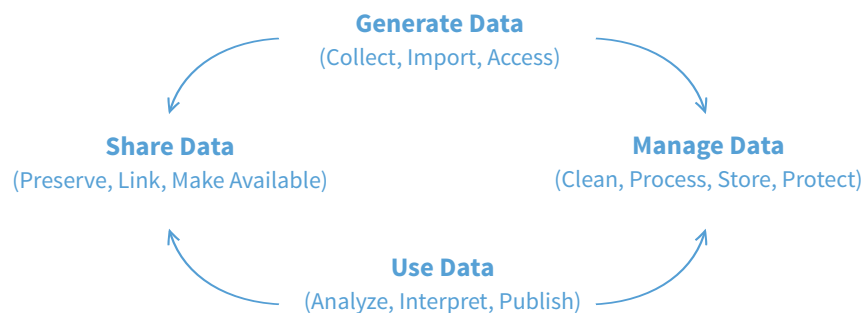 Generate Data
(Collect, Import, Access)
Share Data
(Preserve, Link, Make Available)
Manage Data
(Clean, Process, Store, Protect)
Use Data
(Analyze, Interpret, Publish)